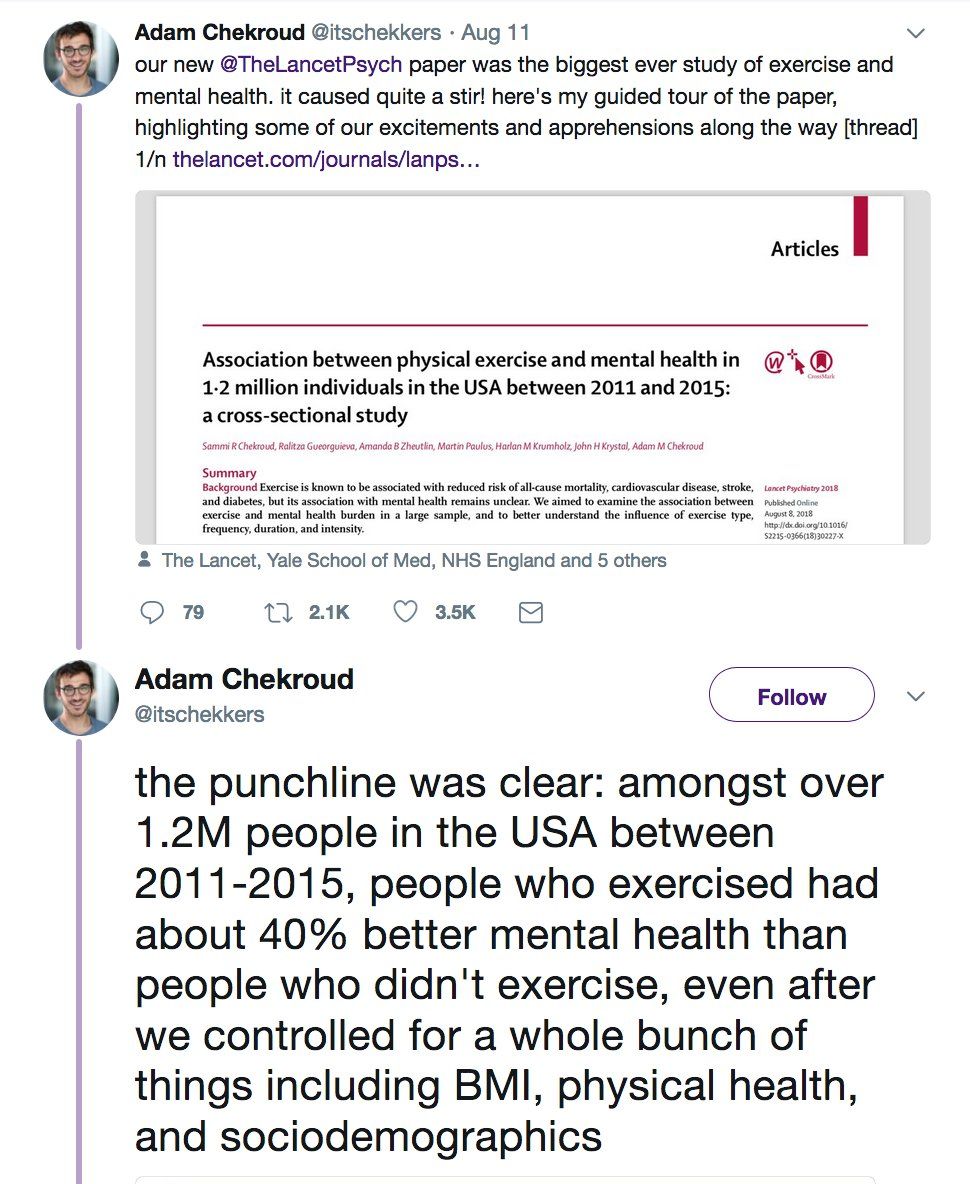 Adam Chekroud @itschekkers · Aug 11
our new @TheLancetPsych paper was the biggest ever study of exercise and
mental health. it caused quite a stir! here's my guided tour of the paper,
highlighting some of our excitements and apprehensions along the way [thread]
1/n thelancet.com/journals/lanps…
Articles
Association between physical exercise and mental health in
1·2 million individuals in the USA between 2011 and 2015:
a cross-sectional study
CrossMark
Sammi R Chekroud, Ralitza Gueorguieva, Amanda B Zheutlin, Martin Paulus, Harlan M Krumholz, John H Krystal, Adam M Chekroud
Summary
Background Exercise is known to be associated with reduced risk of all-cause mortality, cardiovascular disease, stroke,
and diabetes, but its association with mental health remains unclear. We aimed to examine the association between
exercise and mental health burden in a large sample, and to better understand the influence of exercise type,
frequency, duration, and intensity.
Lancet Psychiatry 2018
Published Online
August 8, 2018
http://dx.doi.org/10.1016/
S2215-0366(18)30227-X
The Lancet, Yale School of Med, NHS England and 5 others
79 2.1K 3.5K
Adam Chekroud
@itschekkers
Follow
the punchline was clear: amongst over
1.2M people in the USA between
2011-2015, people who exercised had
about 40% better mental health than
people who didn't exercise, even after
we controlled for a whole bunch of
things including BMI, physical health,
and sociodemographics